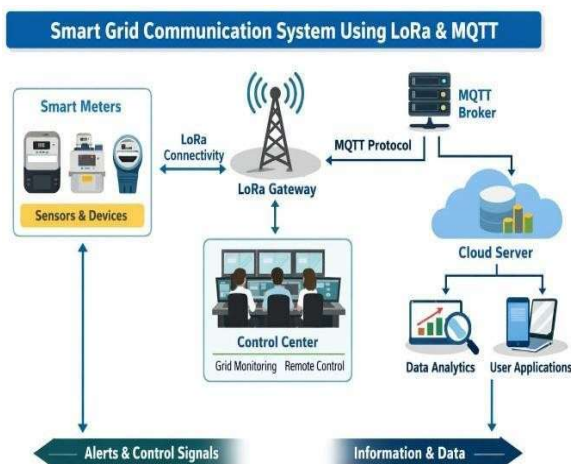 Smart Grid Communication System Using LoRa & MQTT
Smart Meters
Sensors & Devices
LoRa
Connectivity
LoRa Gateway
MQTT Protocol
MQTT
Broker
Cloud Server
Control Center
Grid Monitoring Remote Control
Data Analytics
User Applications
Alerts & Control Signals
Information & Data